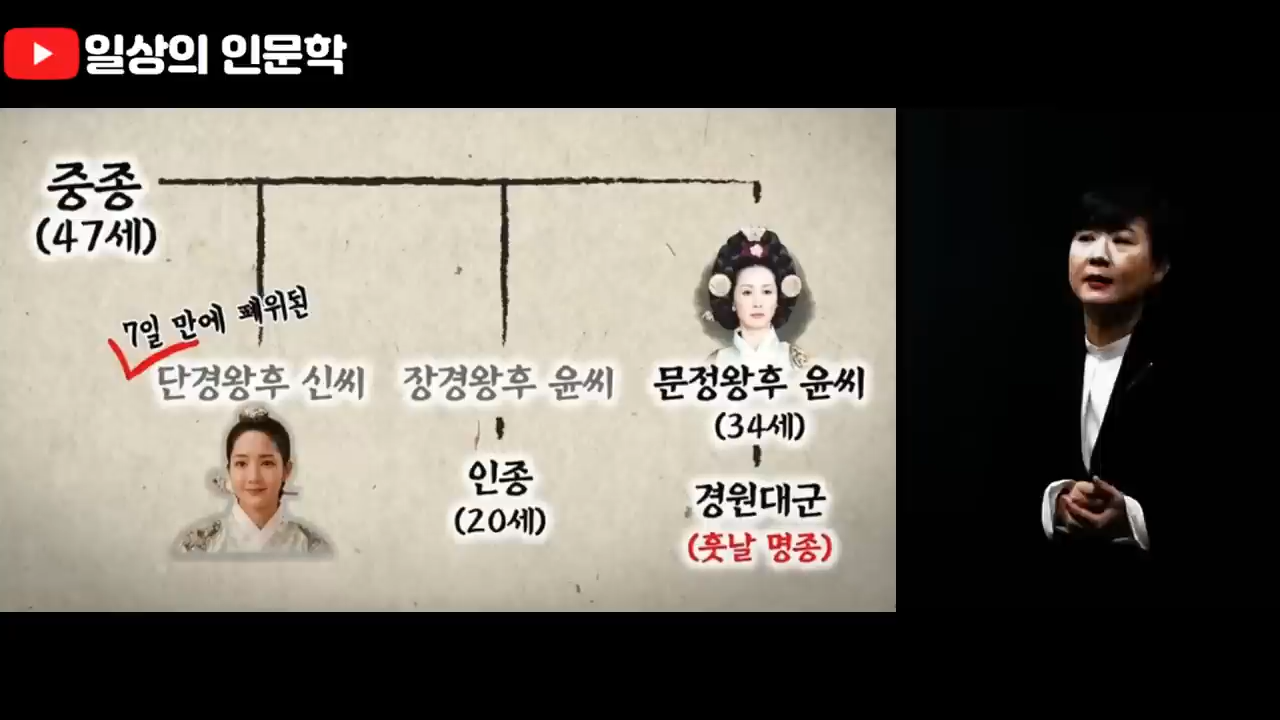 일상의 인문학
중종
(47세)
7일 만에 폐위된
단경왕후 신씨
장경왕후 윤씨
인종
(20세)
문정왕후 윤씨
(34세)
경원대군
(훗날 명종)